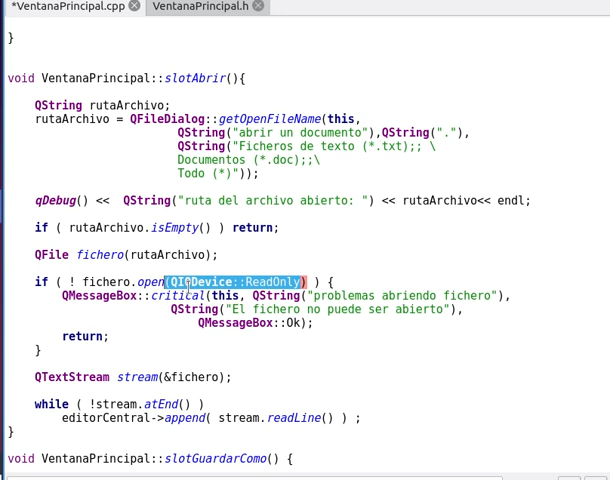 *VentanaPrincipal.cpp VentanaPrincipal.h
}
void VentanaPrincipal::slotAbrir(){
QString rutaArchivo;
rutaArchivo = QFileDialog::getOpenFileName(this,
QString("abrir un documento"),QString("."),
QString("Ficheros de texto (*.txt);; \
Documentos (*.doc);;\
Todo (*)"));
qDebug() << QString("ruta del archivo abierto: ") << rutaArchivo<< endl;
if ( rutaArchivo.isEmpty() ) return;
QFile fichero(rutaArchivo);
if ( ! fichero.open(QIODevice::ReadOnly) ) {
QMessageBox::critical(this, QString("problemas abriendo fichero"),
QString("El fichero no puede ser abierto"),
QMessageBox::Ok);
return;
}
QTextStream stream(&fichero);
while ( !stream.atEnd() )
editorCentral->append( stream.readLine() ) ;
}
void VentanaPrincipal::slotGuardarComo() {